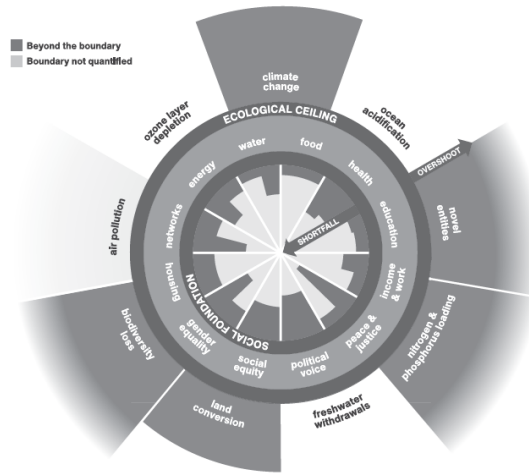 Beyond the boundary
Boundary not quantified
climate
change
ozone layer
depletion
ocean
acidification
ECOLOGICAL CEILING
OVERSHOOT
water
food
energy
health
networks
education
housing
income
& work
gender
equality
peace &
justice
social
equity
political
voice
SHORTFALL
SOCIAL FOUNDATION
air pollution
novel
entities
biodiversity
loss
nitrogen &
phosphorus loading
land
conversion
freshwater
withdrawals